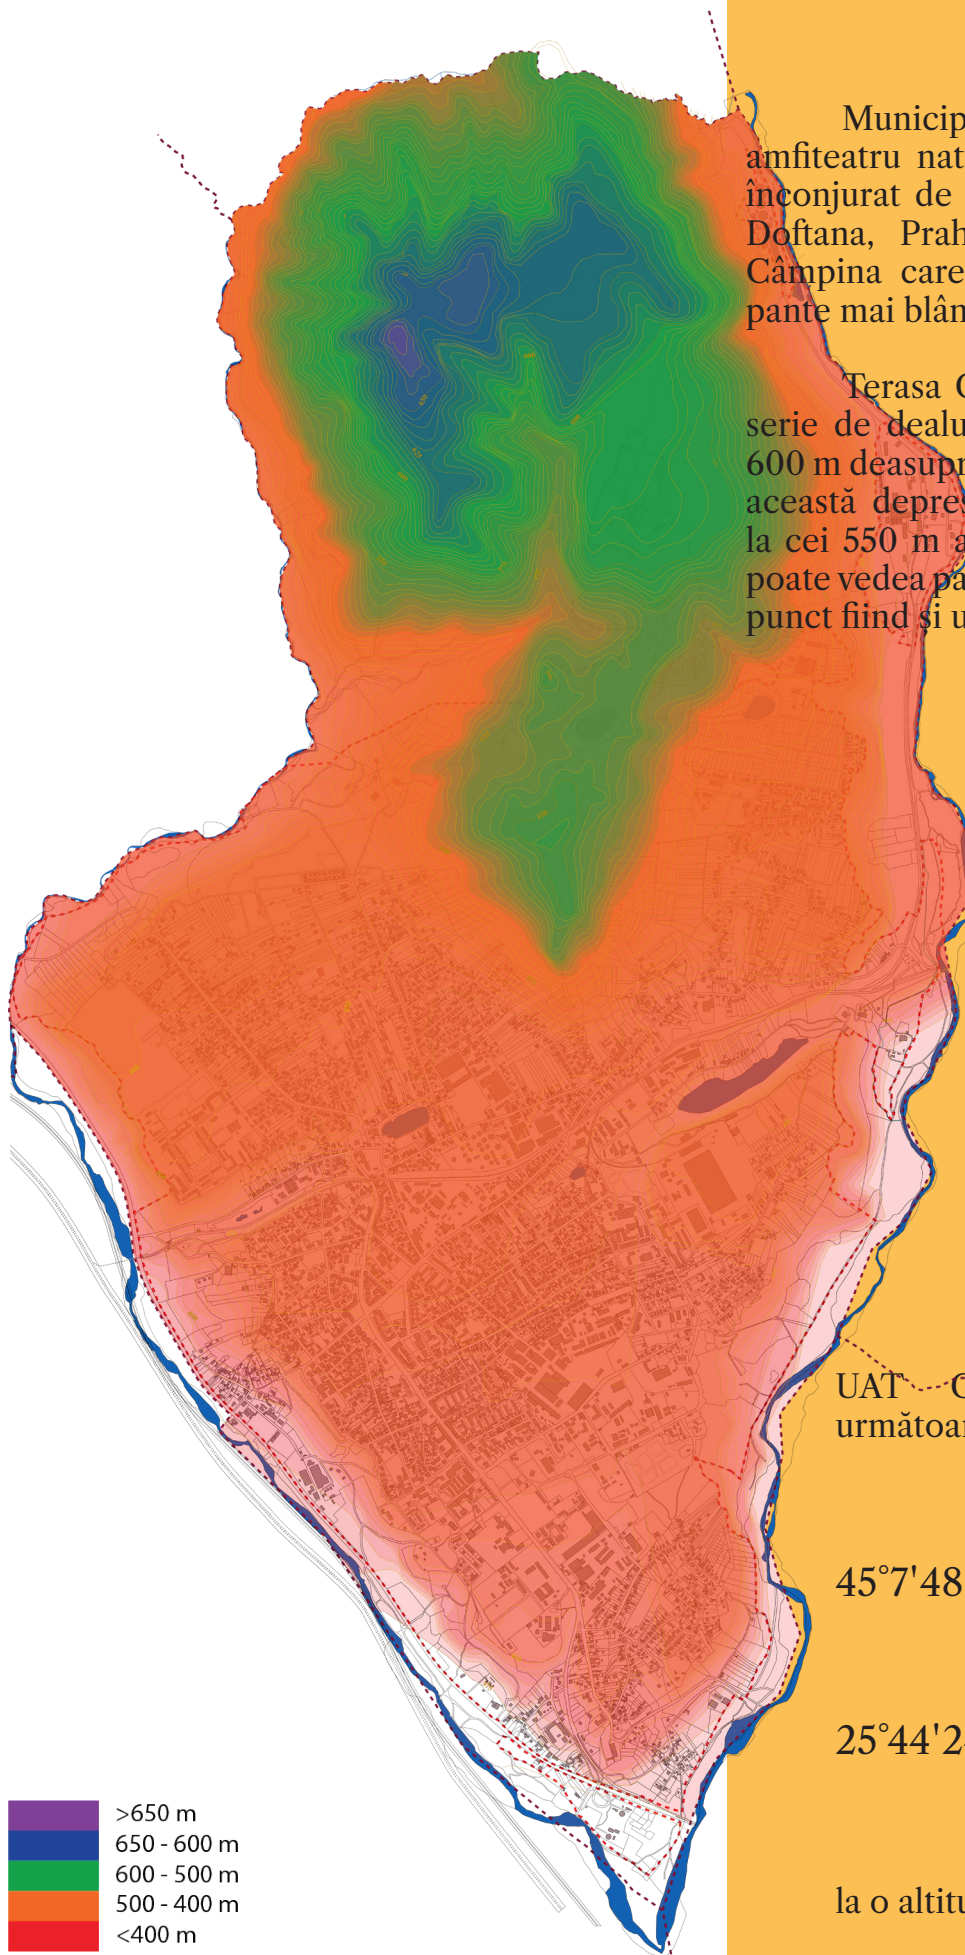 Municip
amfiteatru nat
înconjurat de
Doftana, Prah
Câmpina care
pante mai blân
Terasa C
serie de dealu
600 m deasupr
această depres
la cei 550 m a
poate vedea pa
punct fiind și u
UAT C
următoar
45°7'48
25°44'2
la o altitu
>650 m
650 - 600 m
600 - 500 m
500 - 400 m
<400 m